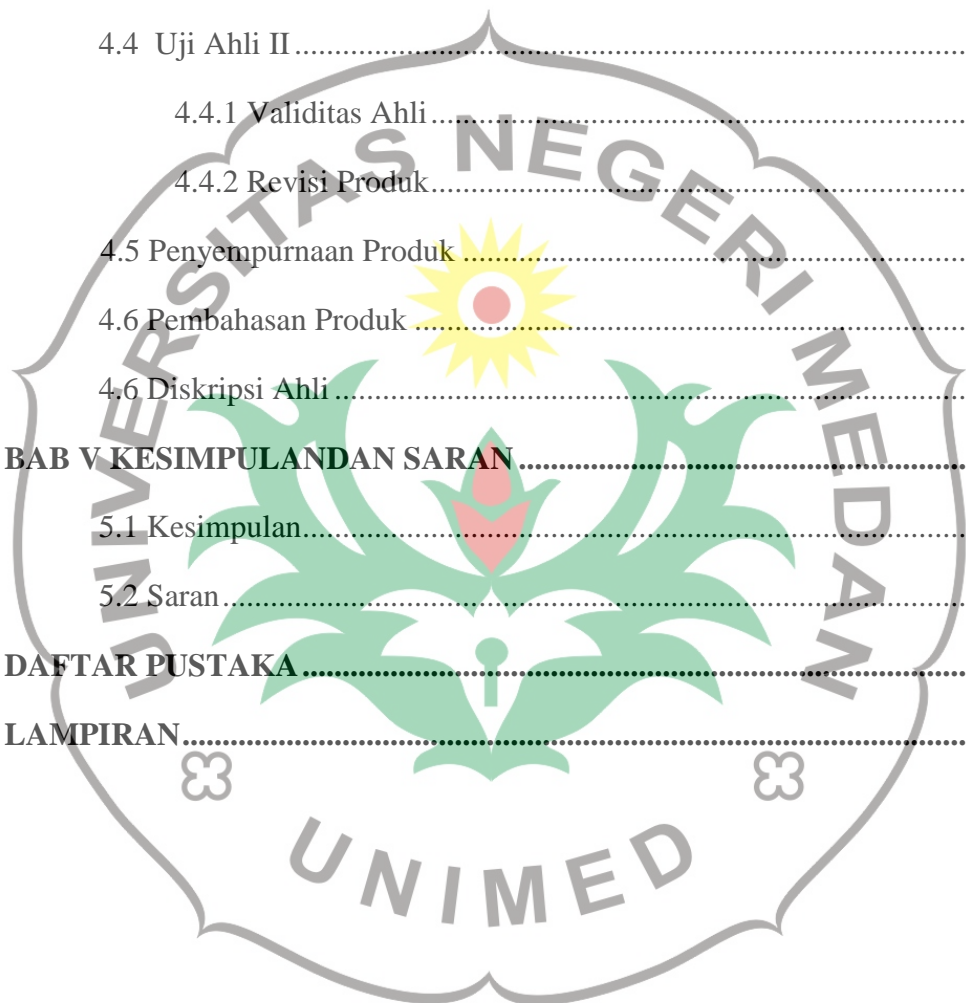 4.4 Uji Ahli II ..........................................................................
4.4.1 Validitas Ahli ..........................................................................
4.4.2 Revisi Produk ..........................................................................
4.5 Penyempurnaan Produk ..........................................................................
4.6 Pembahasan Produk ..........................................................................
4.6 Diskripsi Ahli ..........................................................................
BAB V KESIMPULANDAN SARAN ..........................................................................
5.1 Kesimpulan ..........................................................................
5.2 Saran ..........................................................................
DAFTAR PUSTAKA ..........................................................................
LAMPIRAN ..........................................................................
UNIVERSITAS NEGERI MEDAN
UNIMED